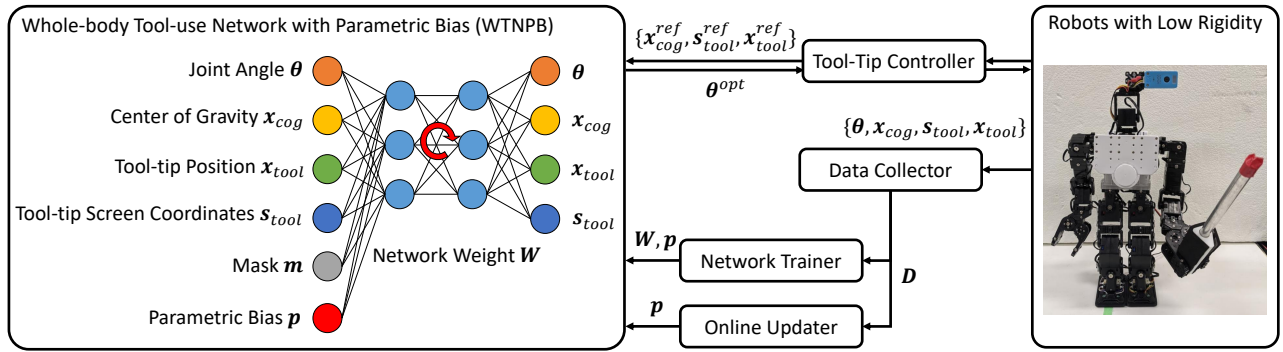 Whole-body Tool-use Network with Parametric Bias (WTNPB)
Joint Angle θ
Center of Gravity x_cog
Tool-tip Position x_tool
Tool-tip Screen Coordinates s_tool
Mask m
Parametric Bias p
θ
x_cog
x_tool
s_tool
Network Weight W
{x_cog^ref, s_tool^ref, x_tool^ref}
θ^opt
Tool-Tip Controller
{θ, x_cog, s_tool, x_tool}
Data Collector
W, p
Network Trainer
D
p
Online Updater
Robots with Low Rigidity